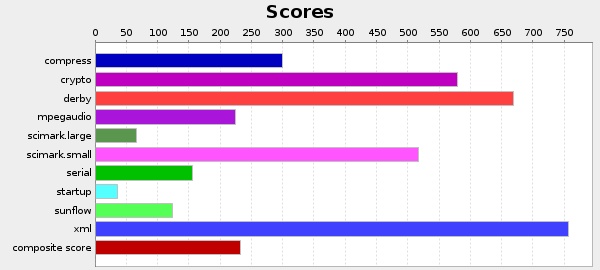 Scores
0 50 100 150 200 250 300 350 400 450 500 550 600 650 700 750
compress
crypto
derby
mpegaudio
scimark.large
scimark.small
serial
startup
sunflow
xml
composite score